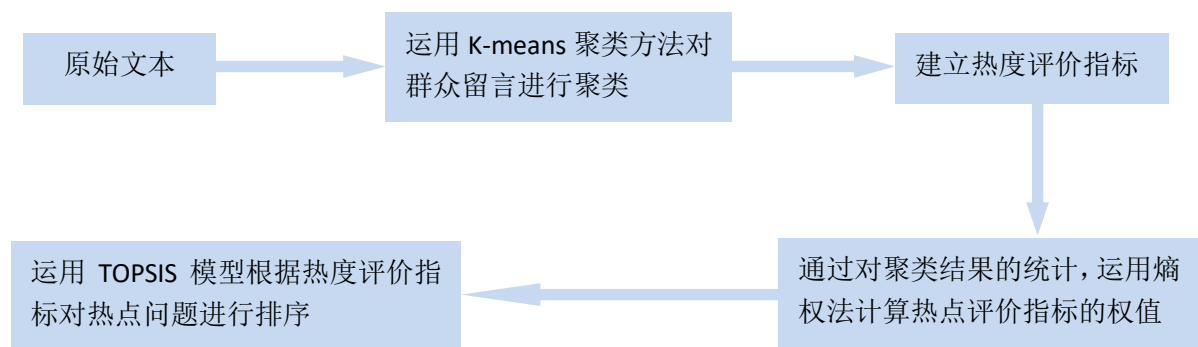 原始文本
运用 K-means 聚类方法对
群众留言进行聚类
建立热度评价指标
通过对聚类结果的统计，运用熵
权法计算热点评价指标的权值
运用 TOPSIS 模型根据热度评价指
标对热点问题进行排序